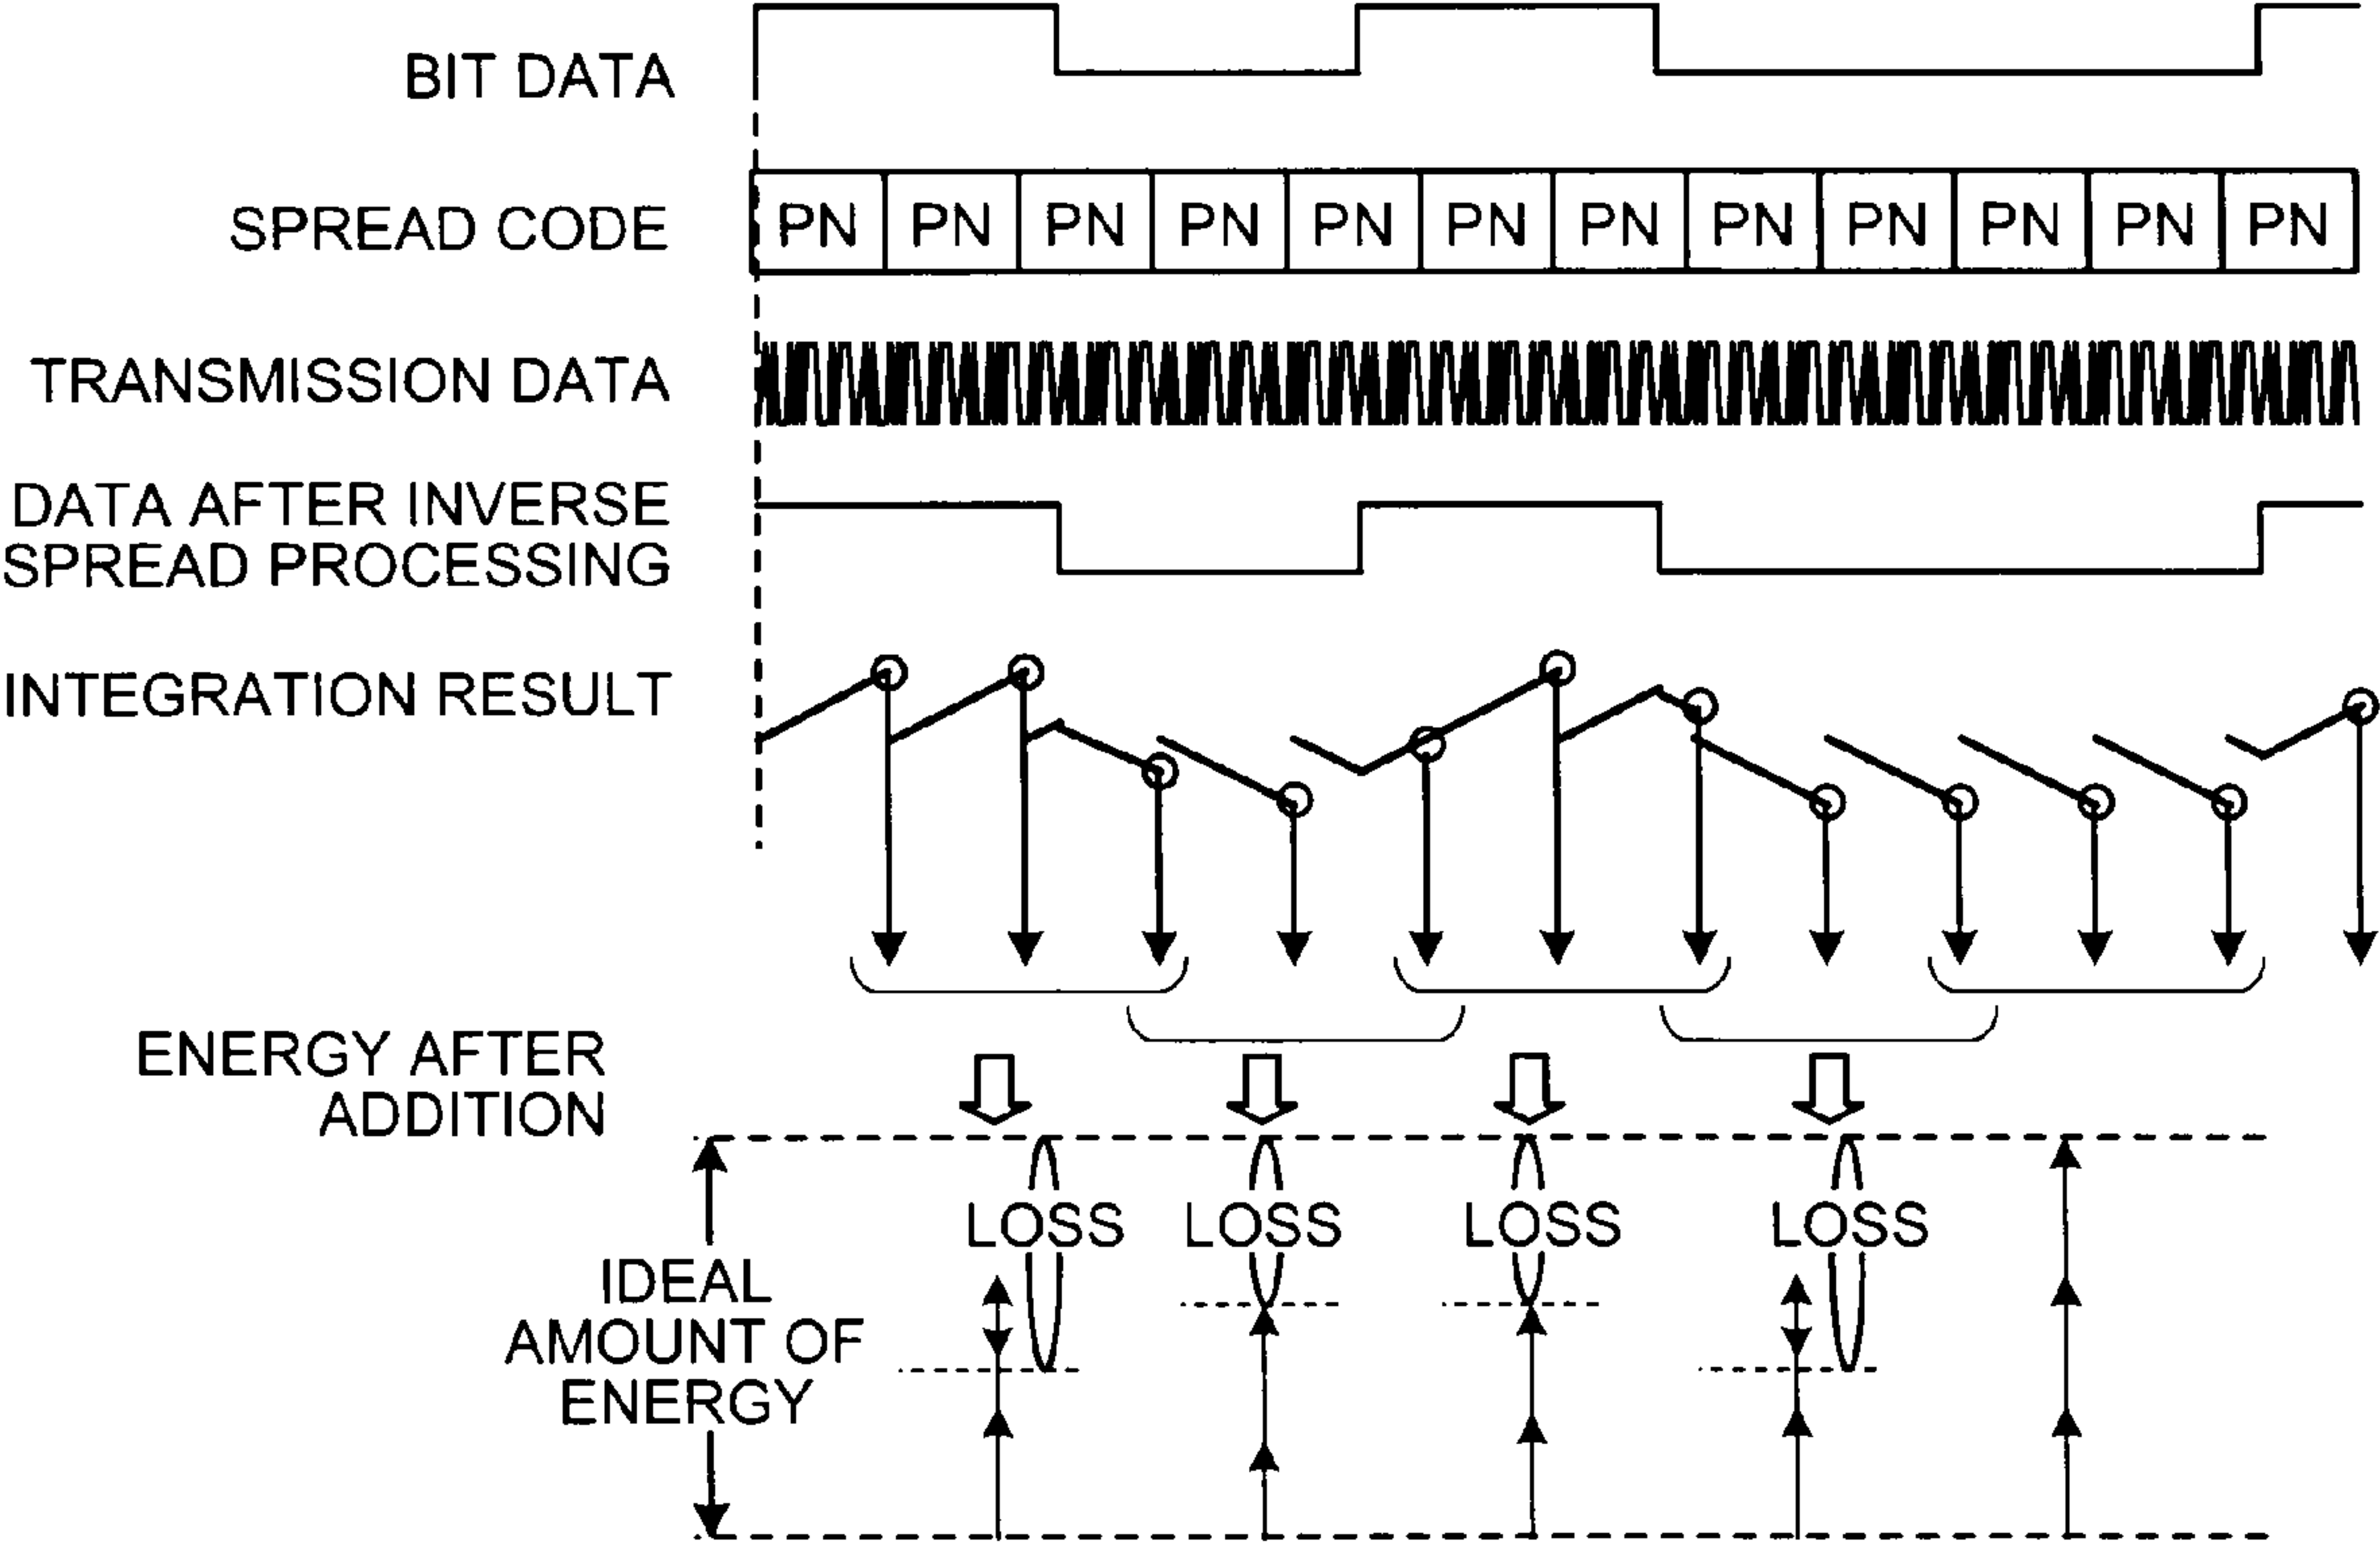 BIT DATA
SPREAD CODE
PN PN PN PN PN PN PN PN PN PN PN PN
TRANSMISSION DATA
DATA AFTER INVERSE
SPREAD PROCESSING
INTEGRATION RESULT
ENERGY AFTER
ADDITION
LOSS LOSS LOSS LOSS
IDEAL
AMOUNT OF
ENERGY